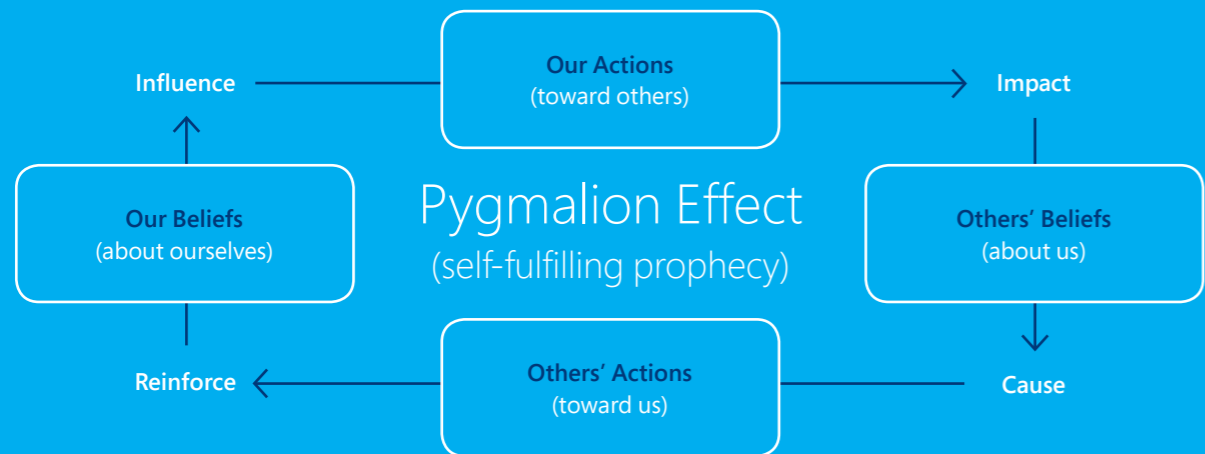 Our Actions
(toward others)
Influence
Impact
Our Beliefs
(about ourselves)
Pygmalion Effect
(self-fulfilling prophecy)
Others’ Beliefs
(about us)
Others’ Actions
(toward us)
Reinforce
Cause